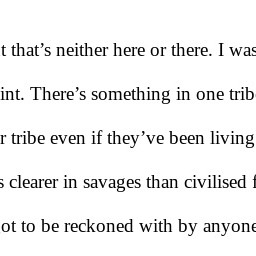 t that’s neither here or there. I was
int. There’s something in one trib
r tribe even if they’ve been living
s clearer in savages than civilised f
ot to be reckoned with by anyone